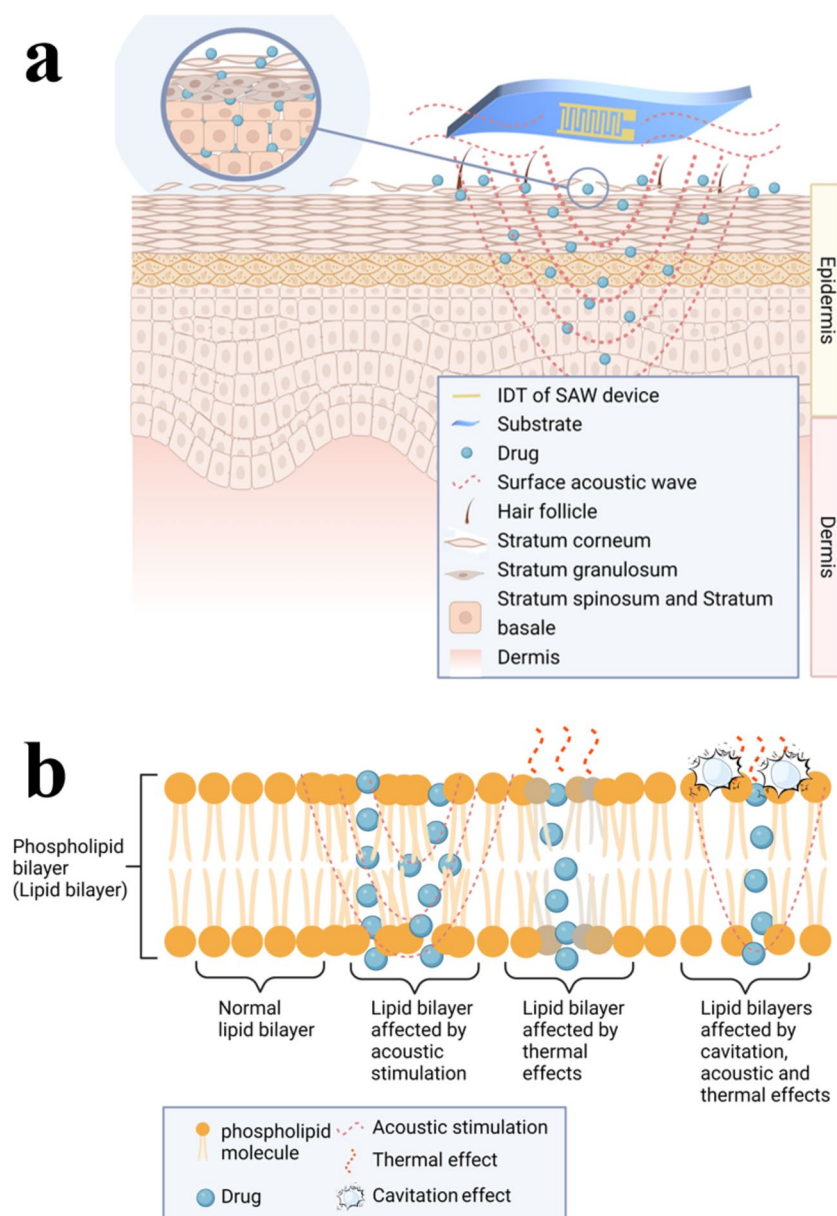 a
Epidermis
Dermis
IDT of SAW device
Substrate
Drug
Surface acoustic wave
Hair follicle
Stratum corneum
Stratum granulosum
Stratum spinosum and Stratum
basale
Dermis
b
Phospholipid
bilayer
(Lipid bilayer)
Normal
lipid bilayer
Lipid bilayer
affected by
acoustic
stimulation
Lipid bilayer
affected by
thermal
effects
Lipid bilayers
affected by
cavitation,
acoustic and
thermal effects
phospholipid
molecule
Drug
Acoustic stimulation
Thermal effect
Cavitation effect